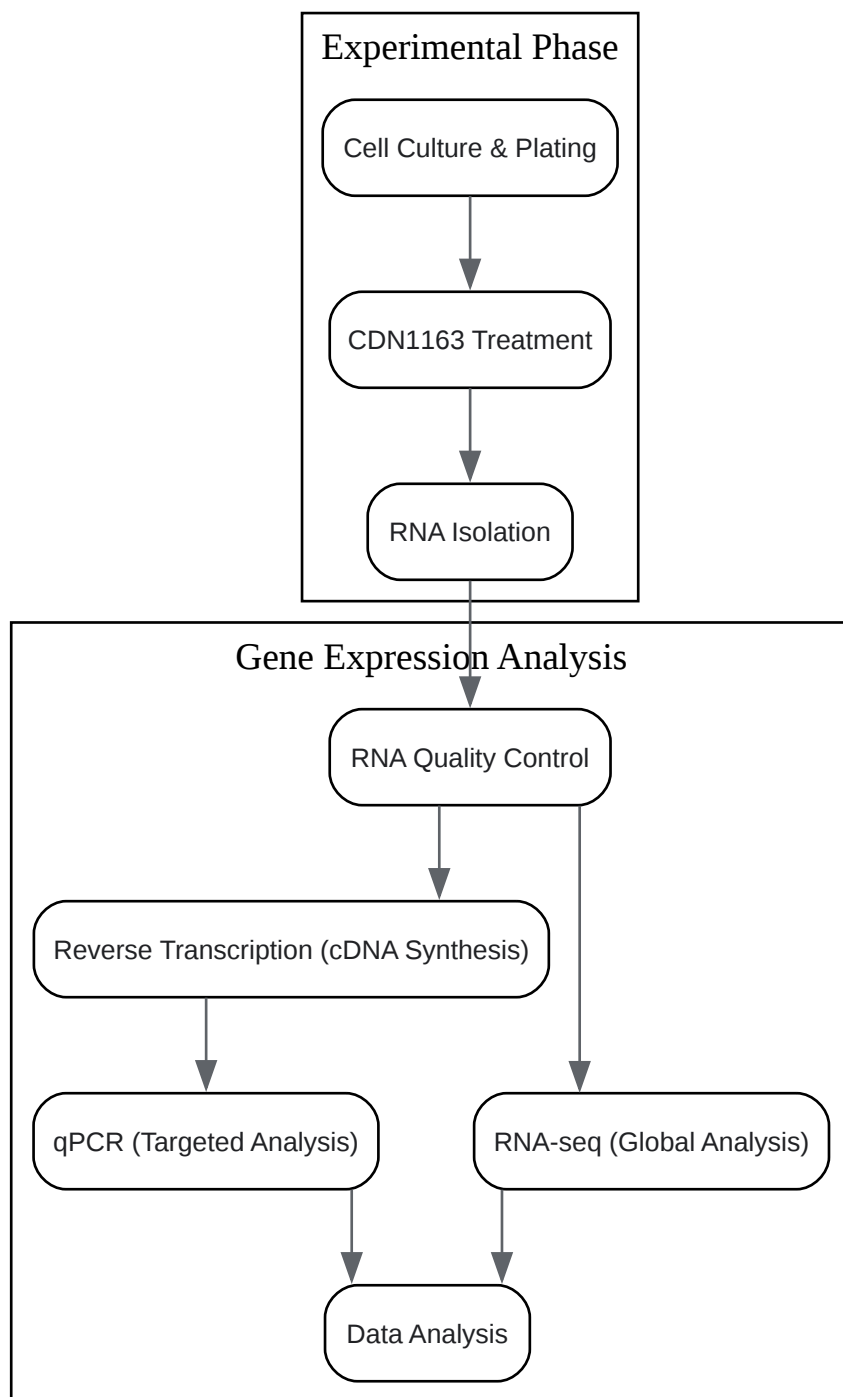 Experimental Phase
Cell Culture & Plating
CDN1163 Treatment
RNA Isolation
Gene Expression Analysis
RNA Quality Control
Reverse Transcription (cDNA Synthesis)
qPCR (Targeted Analysis)
RNA-seq (Global Analysis)
Data Analysis